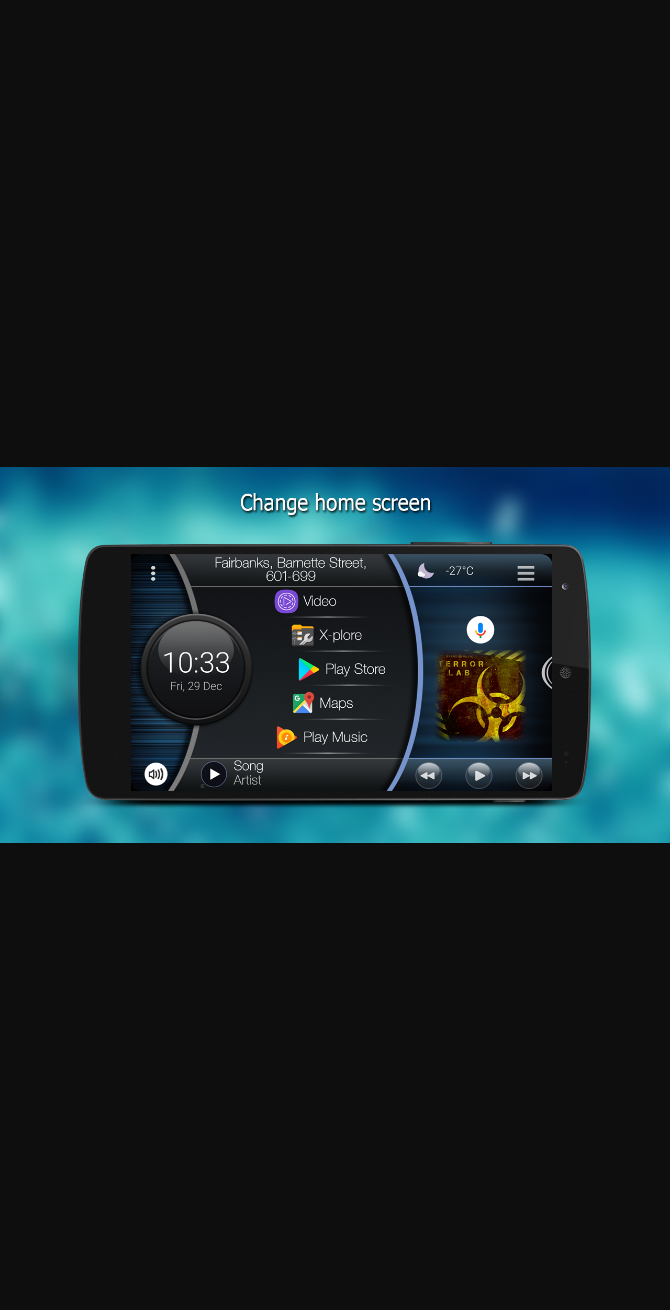 Change home screen
Fairbanks, Barnette Street,
601-699
-27°C
Video
X-plore
10:33
Fri, 29 Dec
Play Store
TERROR
LAB
Maps
Play Music
Song
Artist